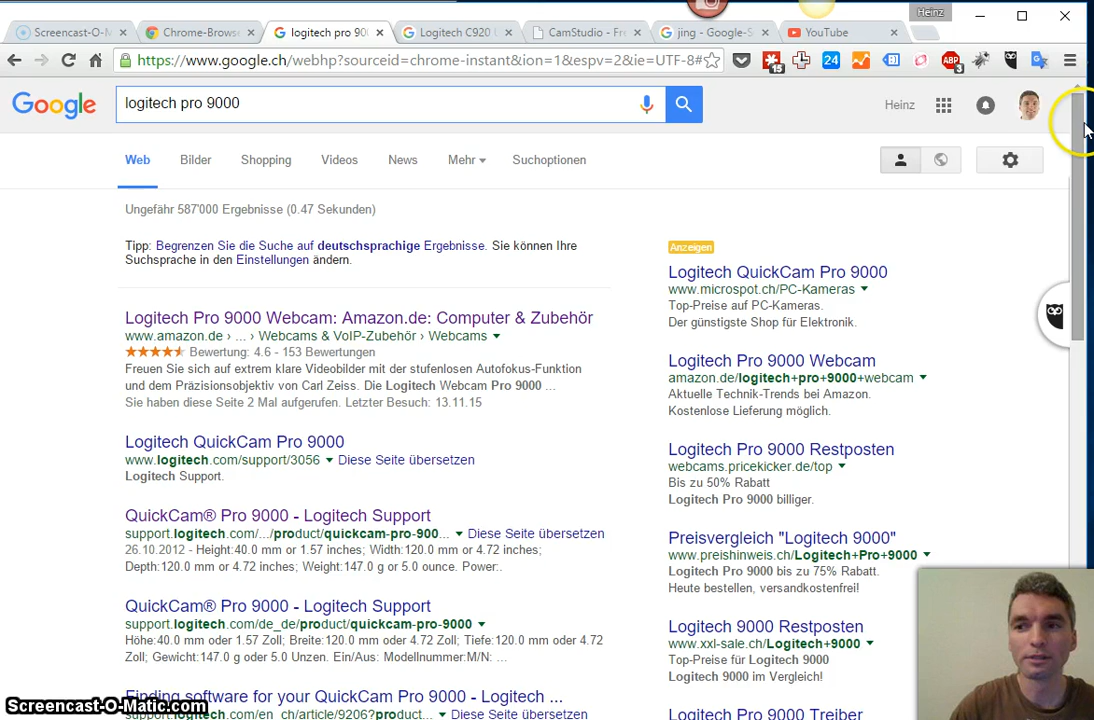 Heinz
Screencast-O-M
Chrome-Browse
logitech pro 900
Logitech C920 U
CamStudio - Fre
jing - Google-S
YouTube
https://www.google.ch/webhp?sourceid=chrome-instant&ion=1&espv=2&ie=UTF-8#
15
24
ABP
3
Google
logitech pro 9000
Heinz
Web
Bilder
Shopping
Videos
News
Mehr
Suchoptionen
Ungefähr 587'000 Ergebnisse (0.47 Sekunden)
Tipp: Begrenzen Sie die Suche auf deutschsprachige Ergebnisse. Sie können Ihre
Suchsprache in den Einstellungen ändern.
Logitech Pro 9000 Webcam: Amazon.de: Computer & Zubehör
www.amazon.de › ... › Webcams & VoIP-Zubehör › Webcams
Bewertung: 4.6 - 153 Bewertungen
Freuen Sie sich auf extrem klare Videobilder mit der stufenlosen Autofokus-Funktion
und dem Präzisionsobjektiv von Carl Zeiss. Die Logitech Webcam Pro 9000 ...
Sie haben diese Seite 2 Mal aufgerufen. Letzter Besuch: 13.11.15
Logitech QuickCam Pro 9000
www.logitech.com/support/3056 Diese Seite übersetzen
Logitech Support.
QuickCam® Pro 9000 - Logitech Support
support.logitech.com/.../product/quickcam-pro-900... Diese Seite übersetzen
26.10.2012 - Height:40.0 mm or 1.57 inches; Width:120.0 mm or 4.72 inches;
Depth:120.0 mm or 4.72 inches; Weight:147.0 g or 5.0 ounce. Power:.
QuickCam® Pro 9000 - Logitech Support
support.logitech.com/de_de/product/quickcam-pro-9000
Höhe:40.0 mm oder 1.57 Zoll; Breite:120.0 mm oder 4.72 Zoll; Tiefe:120.0 mm oder 4.72
Zoll; Gewicht:147.0 g oder 5.0 Unzen. Ein/Aus: Modellnummer:M/N: ...
Finding software for your QuickCam Pro 9000 - Logitech ...
support.logitech.com/en_ch/article/9206?product... Diese Seite übersetzen
Anzeigen
Logitech QuickCam Pro 9000
www.microspot.ch/PC-Kameras
Top-Preise auf PC-Kameras.
Der günstigste Shop für Elektronik.
Logitech Pro 9000 Webcam
amazon.de/logitech+pro+9000+webcam
Aktuelle Technik-Trends bei Amazon.
Kostenlose Lieferung möglich.
Logitech Pro 9000 Restposten
webcams.pricekicker.de/top
Bis zu 50% Rabatt
Logitech Pro 9000 billiger.
Preisvergleich "Logitech 9000"
www.preishinweis.ch/Logitech+Pro+9000
Logitech Pro 9000 bis zu 75% Rabatt.
Heute bestellen, versandkostenfrei!
Logitech 9000 Restposten
www.xxl-sale.ch/Logitech+9000
Top-Preise für Logitech 9000
Logitech 9000 im Vergleich!
Logitech Pro 9000 Treiber
Screencast-O-Matic.com